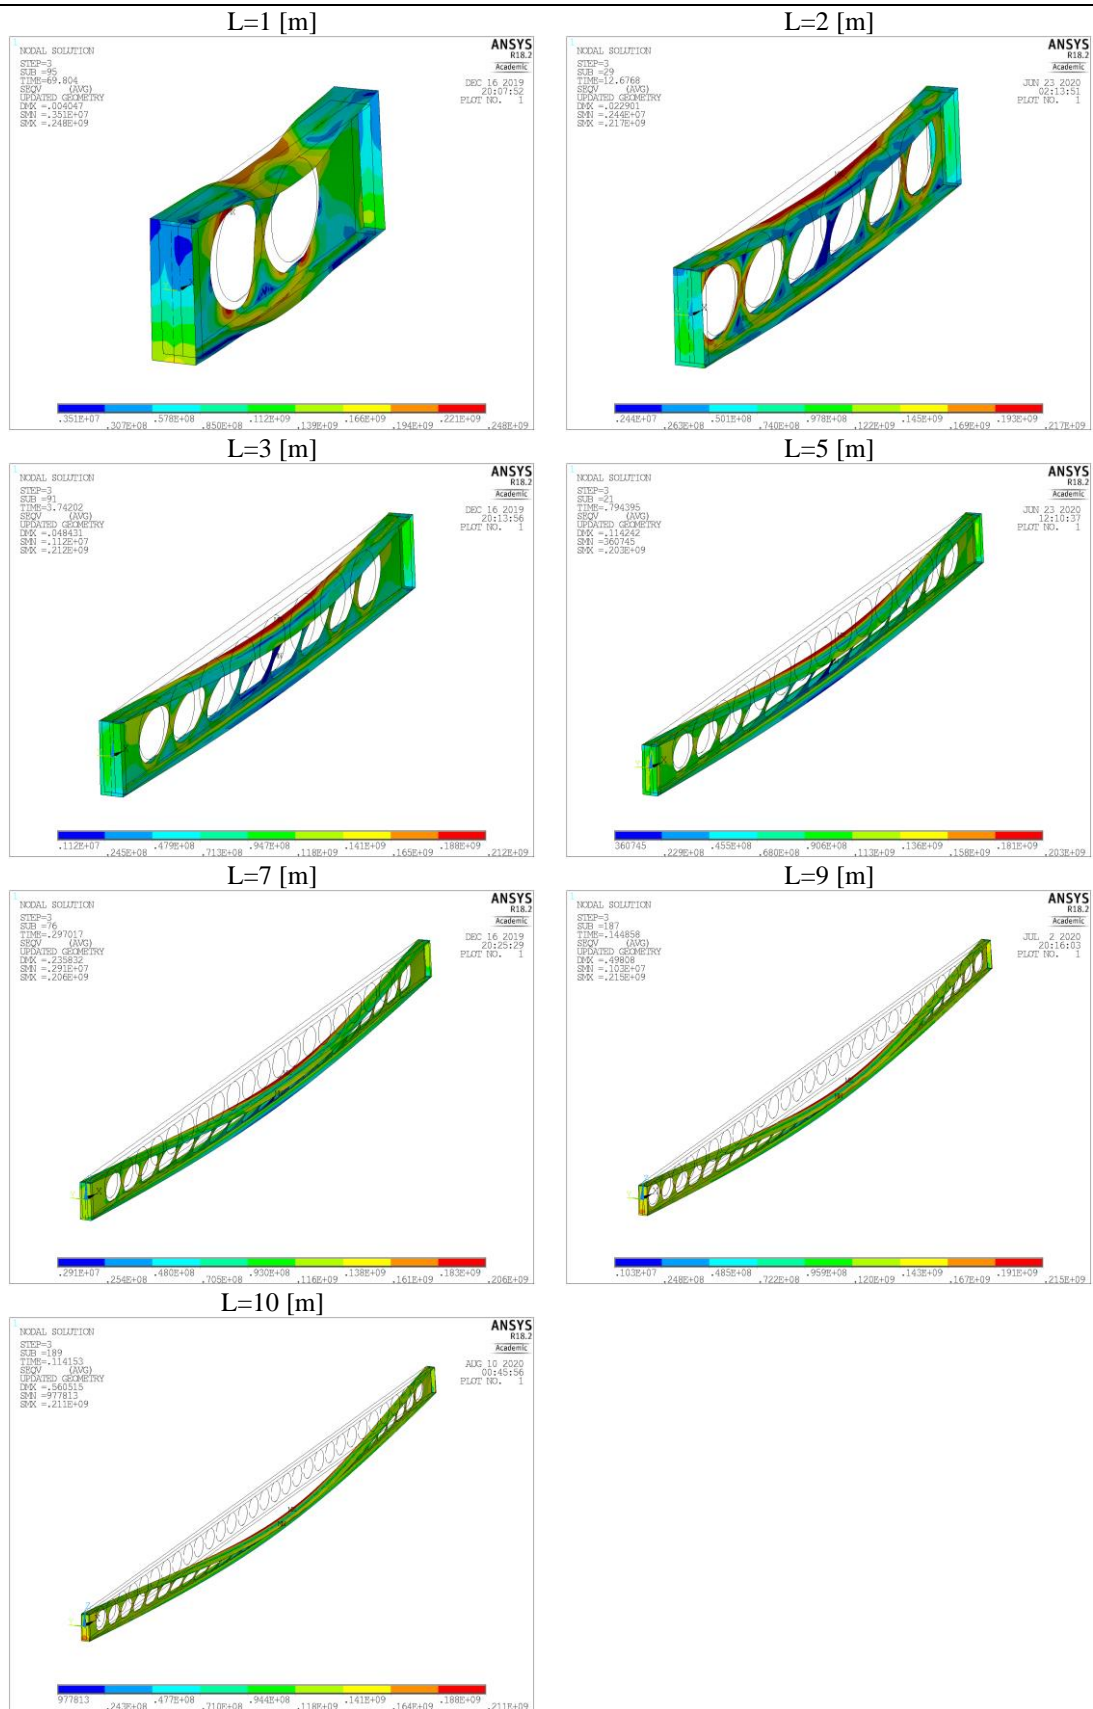 L=1 [m]
1
NODAL SOLUTION
STEP=3
SUB =95
TIME=69.804
SEQV (AVG)
UPDATED GEOMETRY
DMX =.004047
SMN =.351E+07
SMX =.248E+09
ANSYS
R18.2
Academic
DEC 16 2019
20:07:52
PLOT NO. 1
.351E+07 .578E+08 .112E+09 .166E+09 .221E+09
.307E+08 .850E+08 .139E+09 .194E+09 .248E+09
L=2 [m]
1
NODAL SOLUTION
STEP=3
SUB =29
TIME=12.6768
SEQV (AVG)
UPDATED GEOMETRY
DMX =.022901
SMN =.244E+07
SMX =.217E+09
ANSYS
R18.2
Academic
JUN 23 2020
02:13:51
PLOT NO. 1
.244E+07 .501E+08 .978E+08 .145E+09 .193E+09
.263E+08 .740E+08 .122E+09 .169E+09 .217E+09
L=3 [m]
1
NODAL SOLUTION
STEP=3
SUB =91
TIME=3.74202
SEQV (AVG)
UPDATED GEOMETRY
DMX =.048431
SMN =.112E+07
SMX =.212E+09
ANSYS
R18.2
Academic
DEC 16 2019
20:13:56
PLOT NO. 1
.112E+07 .479E+08 .947E+08 .141E+09 .188E+09
.245E+08 .713E+08 .118E+09 .165E+09 .212E+09
L=5 [m]
1
NODAL SOLUTION
STEP=3
SUB =21
TIME=.794395
SEQV (AVG)
UPDATED GEOMETRY
DMX =.114242
SMN =360745
SMX =.203E+09
ANSYS
R18.2
Academic
JUN 23 2020
12:10:37
PLOT NO. 1
360745 .455E+08 .906E+08 .136E+09 .181E+09
.229E+08 .680E+08 .113E+09 .158E+09 .203E+09
L=7 [m]
1
NODAL SOLUTION
STEP=3
SUB =76
TIME=.297017
SEQV (AVG)
UPDATED GEOMETRY
DMX =.235832
SMN =.291E+07
SMX =.206E+09
ANSYS
R18.2
Academic
DEC 16 2019
20:25:29
PLOT NO. 1
.291E+07 .480E+08 .930E+08 .138E+09 .183E+09
.254E+08 .705E+08 .116E+09 .161E+09 .206E+09
L=9 [m]
1
NODAL SOLUTION
STEP=3
SUB =187
TIME=.144858
SEQV (AVG)
UPDATED GEOMETRY
DMX =.49808
SMN =.103E+07
SMX =.215E+09
ANSYS
R18.2
Academic
JUL 2 2020
20:16:03
PLOT NO. 1
.103E+07 .485E+08 .959E+08 .143E+09 .191E+09
.248E+08 .722E+08 .120E+09 .167E+09 .215E+09
L=10 [m]
1
NODAL SOLUTION
STEP=3
SUB =189
TIME=.114153
SEQV (AVG)
UPDATED GEOMETRY
DMX =.560515
SMN =977813
SMX =.211E+09
ANSYS
R18.2
Academic
AUG 10 2020
00:45:56
PLOT NO. 1
977813 .477E+08 .944E+08 .141E+09 .188E+09
.243E+08 .710E+08 .118E+09 .164E+09 .211E+09